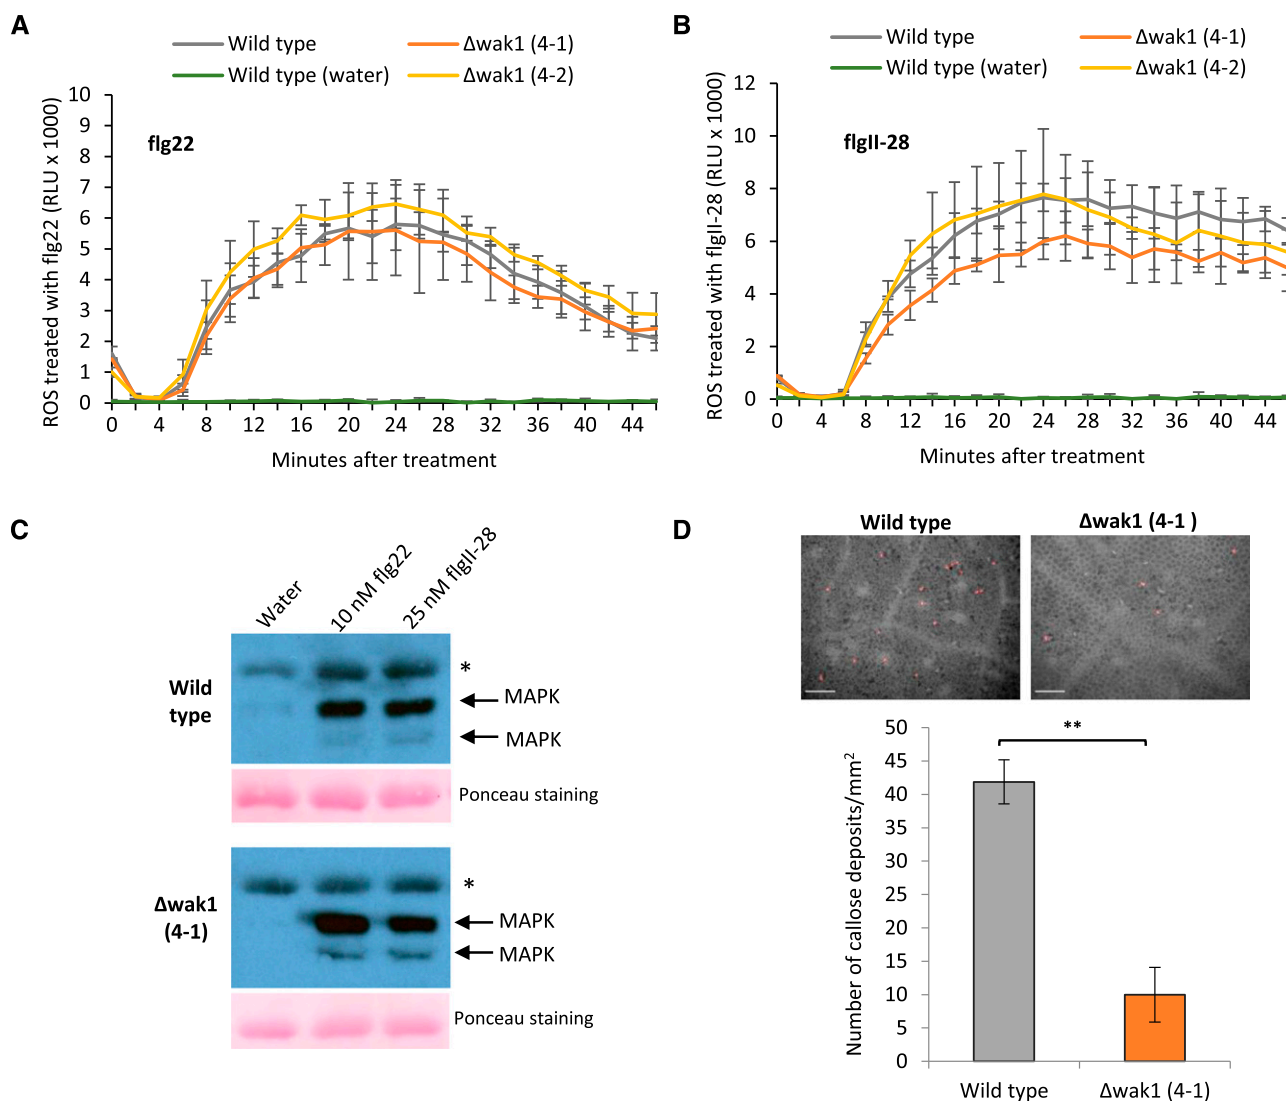 A
Wild type
Δwak1 (4-1)
Wild type (water)
Δwak1 (4-2)
ROS treated with flg22 (RLU x 1000)
10
9
8
7
6
5
4
3
2
1
0
flg22
0 4 8 12 16 20 24 28 32 36 40 44
Minutes after treatment
B
Wild type
Δwak1 (4-1)
Wild type (water)
Δwak1 (4-2)
ROS treated with flgII-28 (RLU x 1000)
12
10
8
6
4
2
0
flgII-28
0 4 8 12 16 20 24 28 32 36 40 44
Minutes after treatment
C
Water
10 nM flg22
25 nM flgII-28
Wild
type
*
MAPK
MAPK
Ponceau staining
Δwak1
(4-1)
*
MAPK
MAPK
Ponceau staining
D
Wild type
Δwak1 (4-1 )
Number of callose deposits/mm²
50
45
40
35
30
25
20
15
10
5
0
**
Wild type
Δwak1 (4-1)